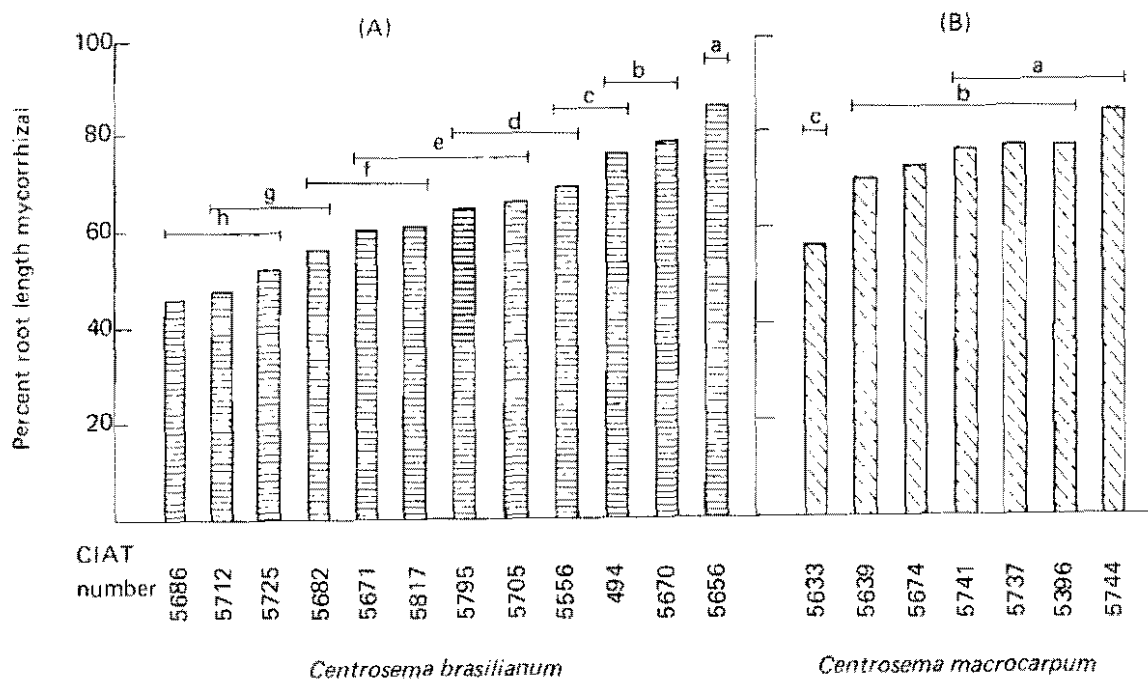 (A)
(B)
Percent root length mycorrhizal
100
80
60
40
20
a
b
c
d
e
f
g
h
a
b
c
CIAT
number
5686 5712 5725 5682 5671 5817 5795 5705 5556 494 5670 5656
5633 5639 5674 5741 5737 5396 5744
Centrosema brasilianum
Centrosema macrocarpum